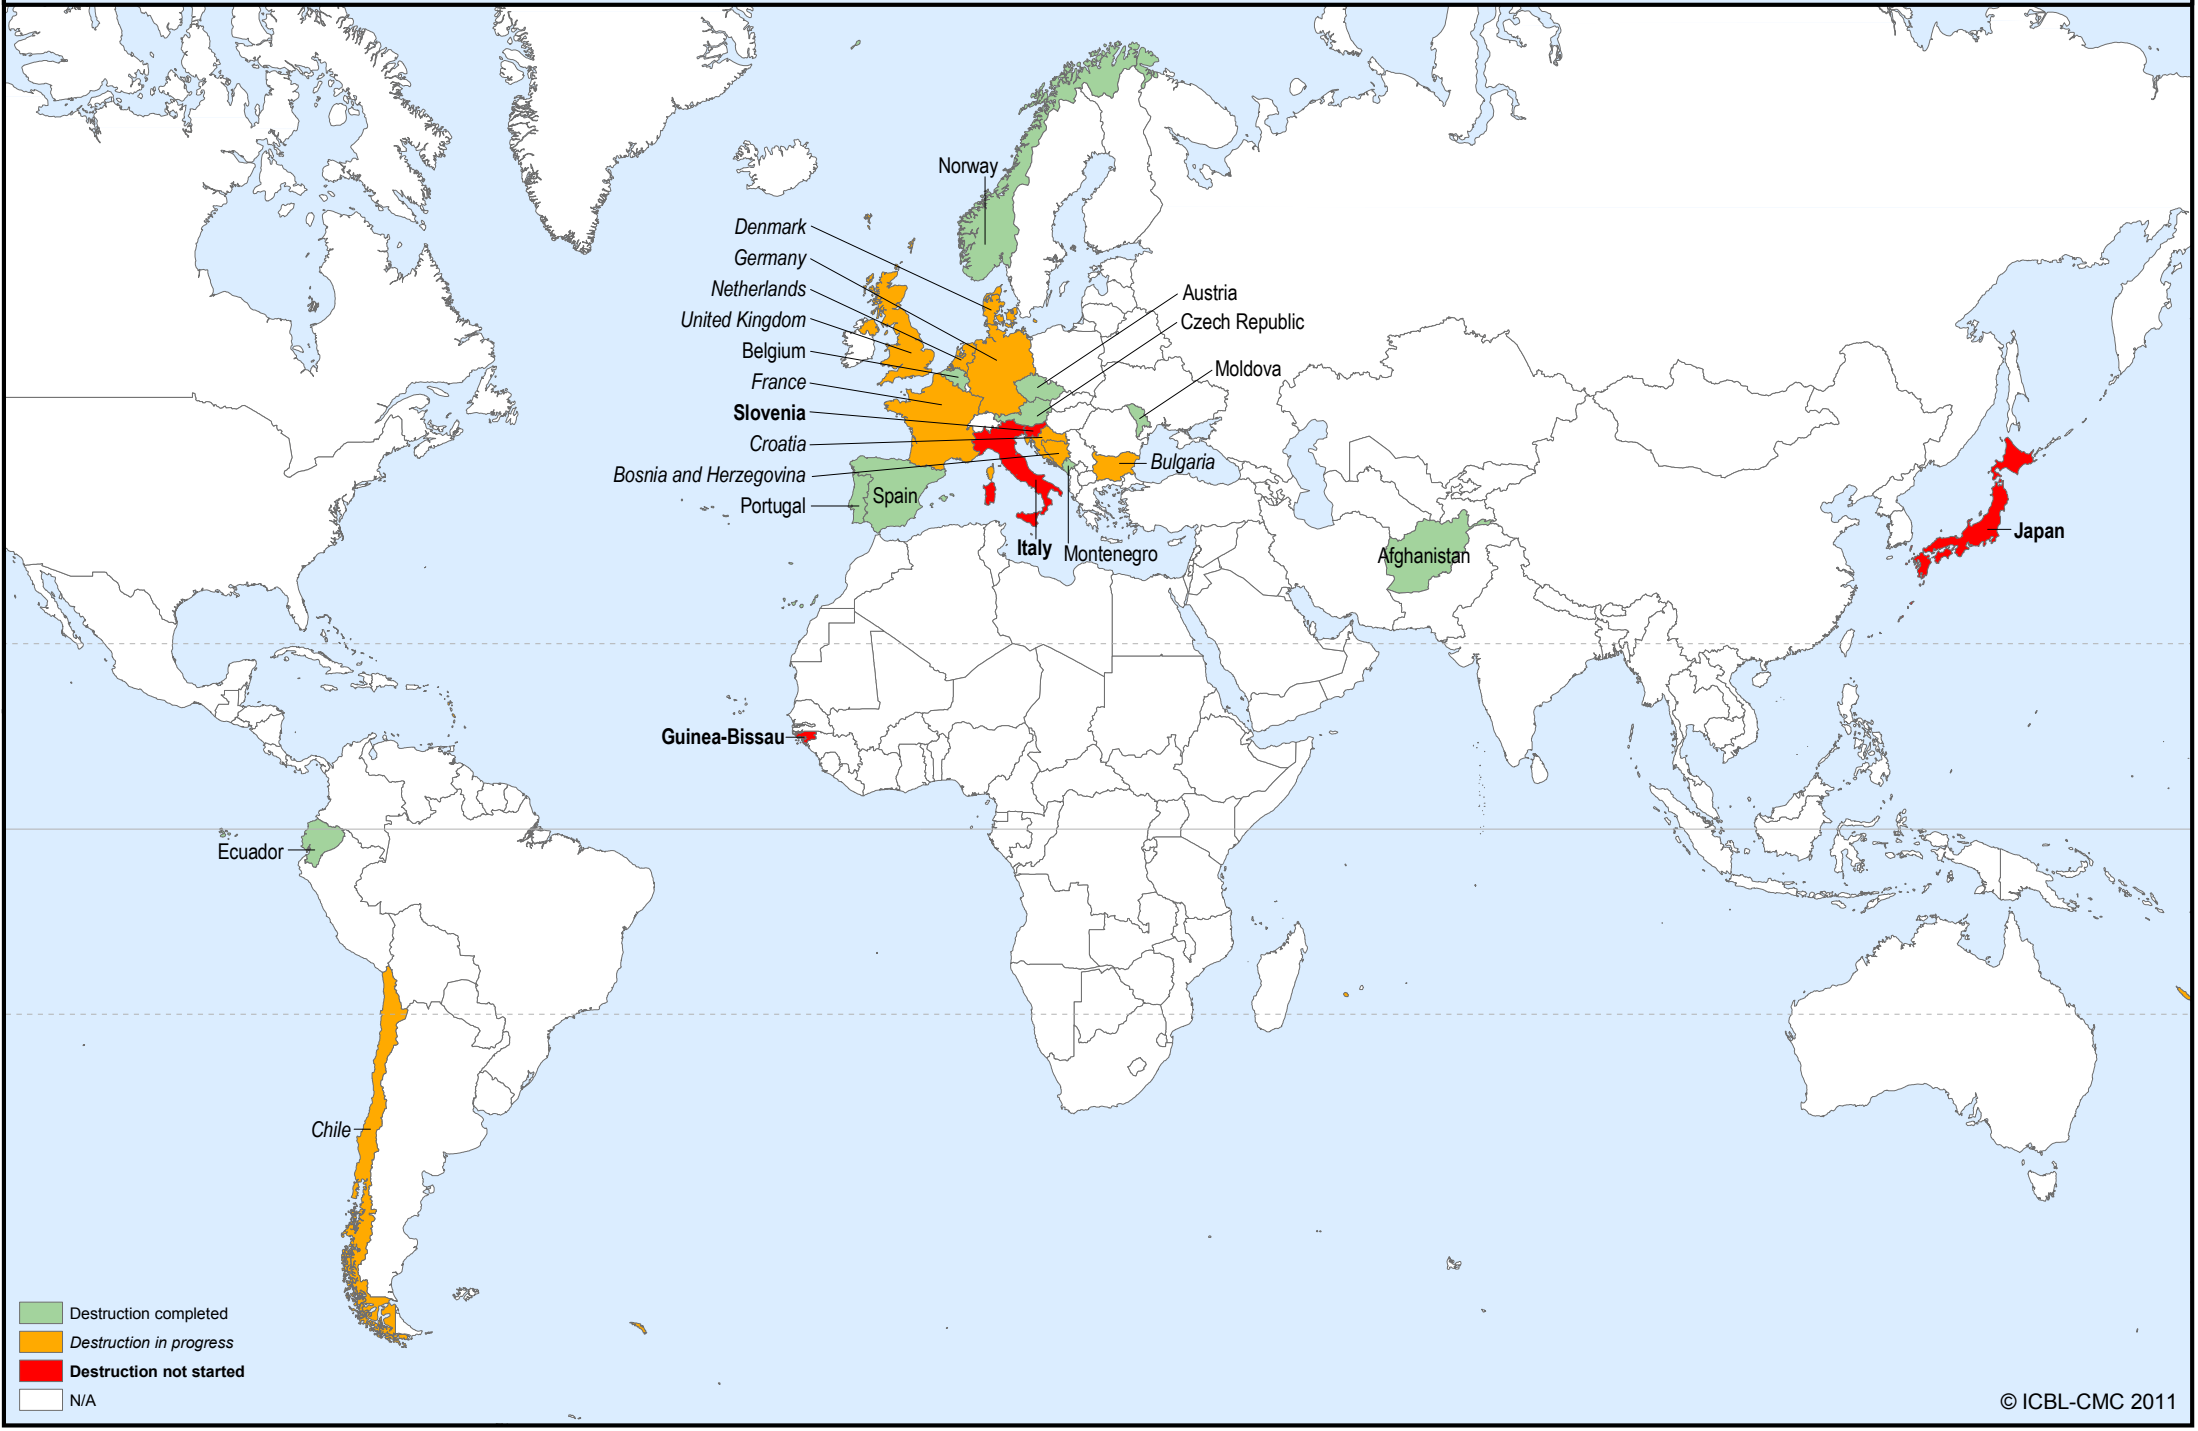 Norway
Denmark
Germany
Netherlands
United Kingdom
Belgium
France
Slovenia
Croatia
Bosnia and Herzegovina
Portugal
Spain
Italy
Montenegro
Austria
Czech Republic
Moldova
Bulgaria
Afghanistan
Japan
Guinea-Bissau
Ecuador
Chile
Destruction completed
Destruction in progress
Destruction not started
N/A
© ICBL-CMC 2011